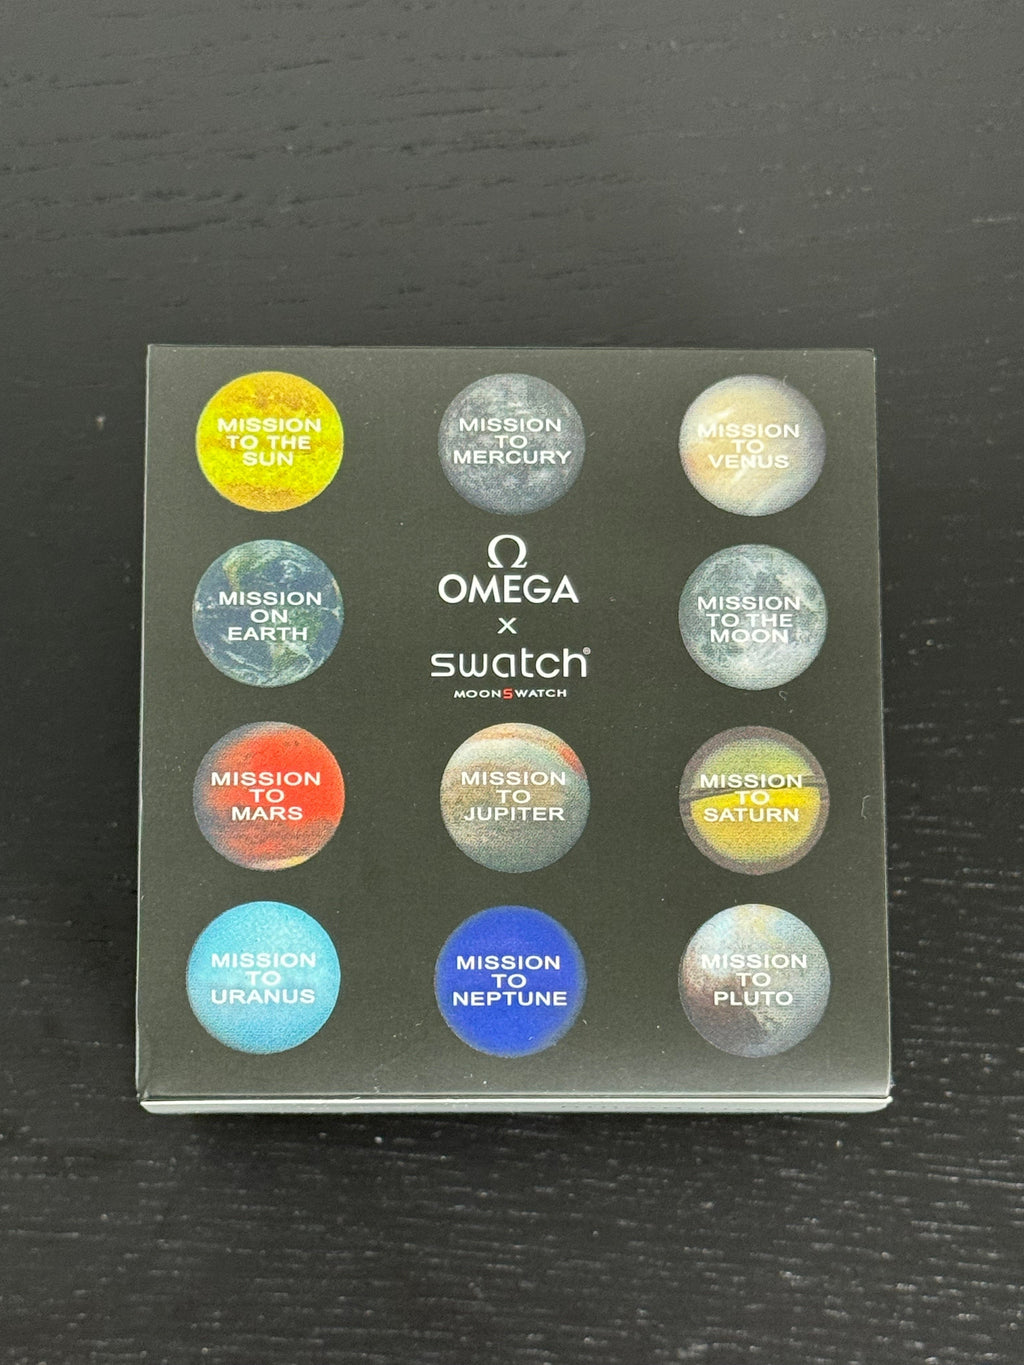 MISSION
TO THE
SUN
MISSION
TO
MERCURY
MISSION
TO
VENUS
MISSION
ON
EARTH
Ω
OMEGA
x
swatch®
MOONSWATCH
MISSION
TO THE
MOON
MISSION
TO
MARS
MISSION
TO
JUPITER
MISSION
TO
SATURN
MISSION
TO
URANUS
MISSION
TO
NEPTUNE
MISSION
TO
PLUTO